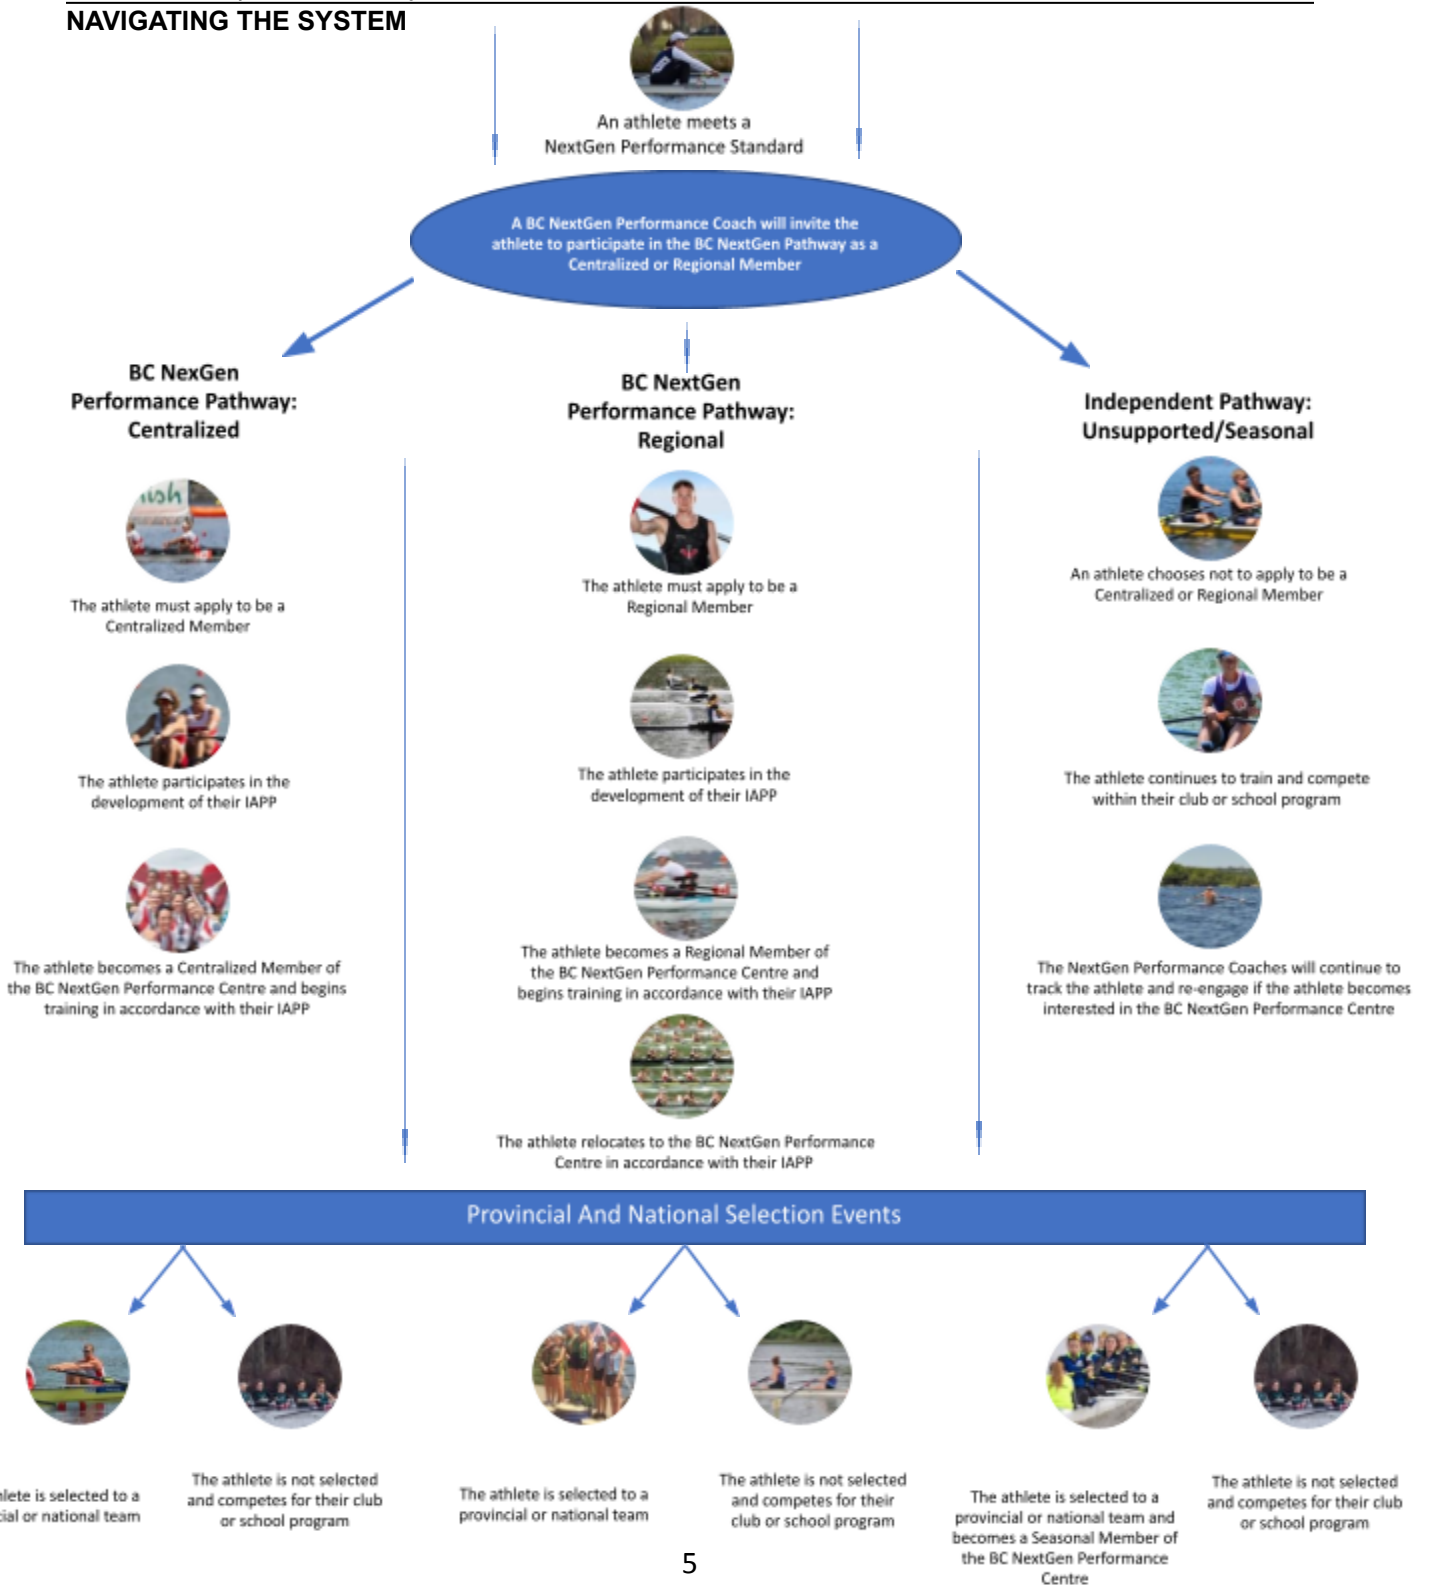 NAVIGATING THE SYSTEM
An athlete meets a
NextGen Performance Standard
A BC NextGen Performance Coach will invite the
athlete to participate in the BC NextGen Pathway as a
Centralized or Regional Member
BC NexGen
Performance Pathway:
Centralized
The athlete must apply to be a
Centralized Member
The athlete participates in the
development of their IAPP
The athlete becomes a Centralized Member of
the BC NextGen Performance Centre and begins
training in accordance with their IAPP
BC NextGen
Performance Pathway:
Regional
The athlete must apply to be a
Regional Member
The athlete participates in the
development of their IAPP
The athlete becomes a Regional Member of
the BC NextGen Performance Centre and
begins training in accordance with their IAPP
The athlete relocates to the BC NextGen Performance
Centre in accordance with their IAPP
Independent Pathway:
Unsupported/Seasonal
An athlete chooses not to apply to be a
Centralized or Regional Member
The athlete continues to train and compete
within their club or school program
The NextGen Performance Coaches will continue to
track the athlete and re-engage if the athlete becomes
interested in the BC NextGen Performance Centre
Provincial And National Selection Events
is selected to a
or national team
The athlete is not selected
and competes for their club
or school program
The athlete is selected to a
provincial or national team
The athlete is not selected
and competes for their
club or school program
The athlete is selected to a
provincial or national team and
becomes a Seasonal Member of
the BC NextGen Performance
Centre
The athlete is not selected
and competes for their club
or school program
5